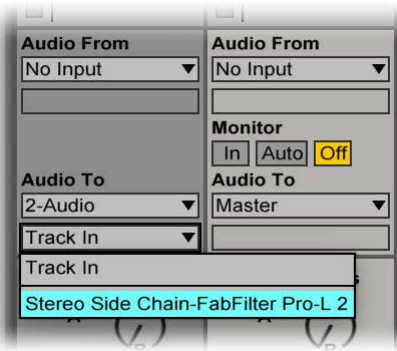 Audio From
No Input
Audio To
2-Audio
Track In
Track In
Stereo Side Chain-FabFilter Pro-L 2
Audio From
No Input
Monitor
In Auto Off
Audio To
Master